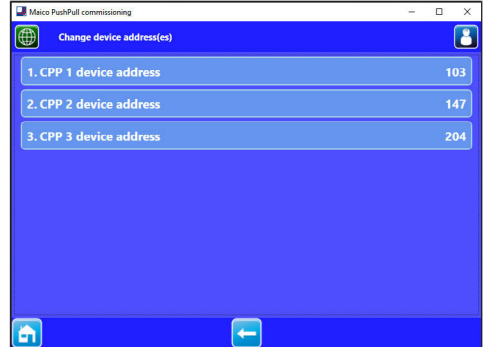 Maico PushPull commissioning
Change device address(es)
1. CPP 1 device address 103
2. CPP 2 device address 147
3. CPP 3 device address 204